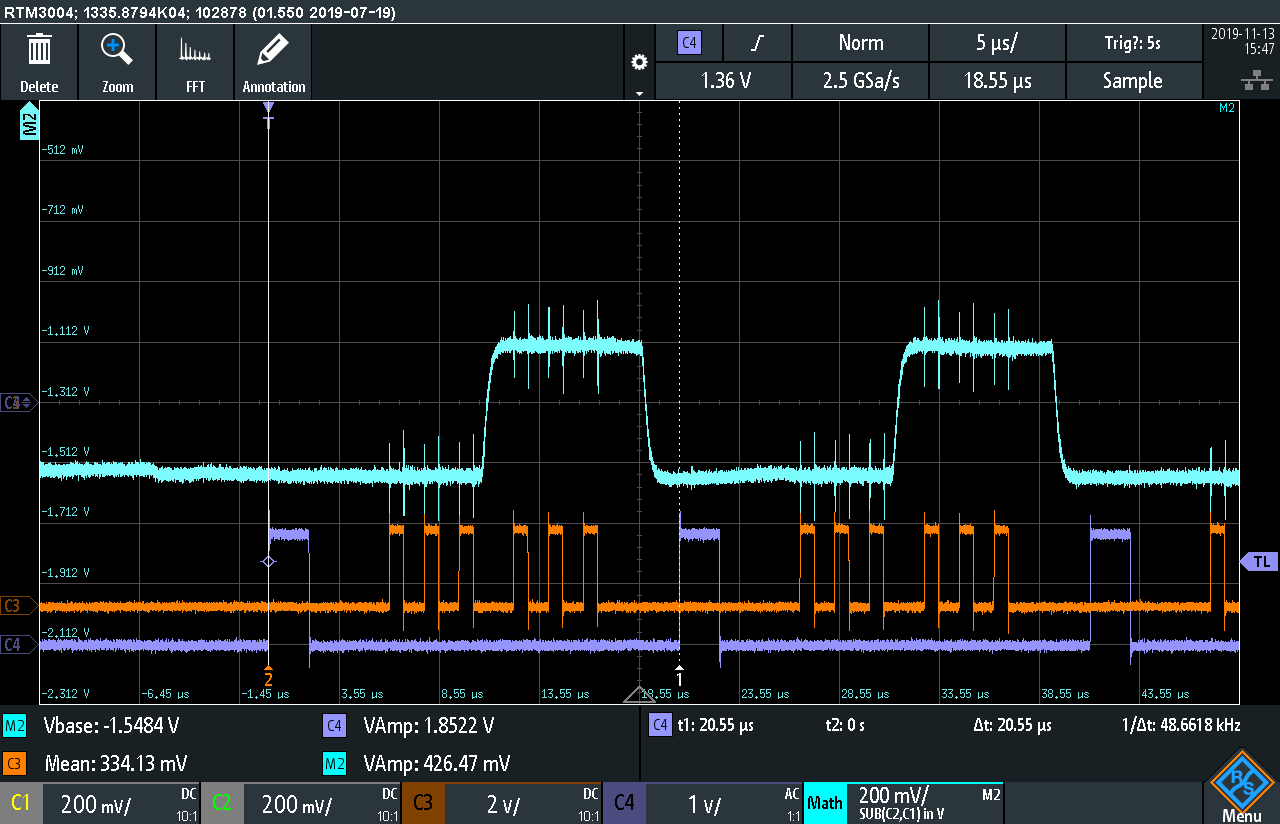 RTM3004; 1335.8794K04; 102878 (01.550 2019-07-19)
Delete Zoom FFT Annotation
C4 Norm 5 µs/ Trig?: 5s
1.36 V 2.5 GSa/s 18.55 µs Sample
2019-11-13
15:47
M2
M2
-512 mV
-712 mV
-912 mV
-1,112 V
-1,312 V
-1,512 V
-1,712 V
-1,912 V
TL
C3
-2,112 V
C4
2 1
-2,312 V -6,45 µs -1,45 µs 3,55 µs 8,55 µs 13,55 µs 18,55 µs 23,55 µs 28,55 µs 33,55 µs 38,55 µs 43,55 µs
M2 Vbase: -1.5484 V C4 VAmp: 1.8522 V C4 t1: 20.55 µs t2: 0 s Δt: 20.55 µs 1/Δt: 48.6618 kHz
C3 Mean: 334.13 mV M2 VAmp: 426.47 mV
C1 200 mV/ DC 10:1 C2 200 mV/ DC 10:1 C3 2 V/ DC 10:1 C4 1 V/ AC 1:1 Math 200 mV/ M2
SUB(C2,C1) in V
R&S
Menu